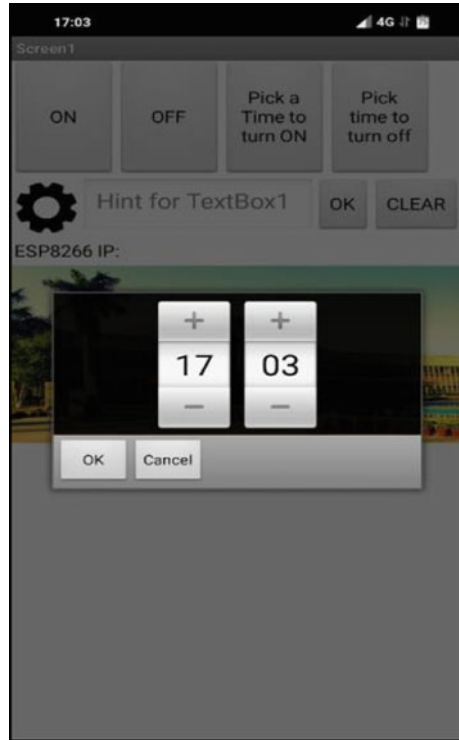 17:03 4G
Screen1
ON OFF Pick a Time to turn ON Pick time to turn off
Hint for TextBox1 OK CLEAR
ESP8266 IP:
+ +
17 03
− −
OK Cancel